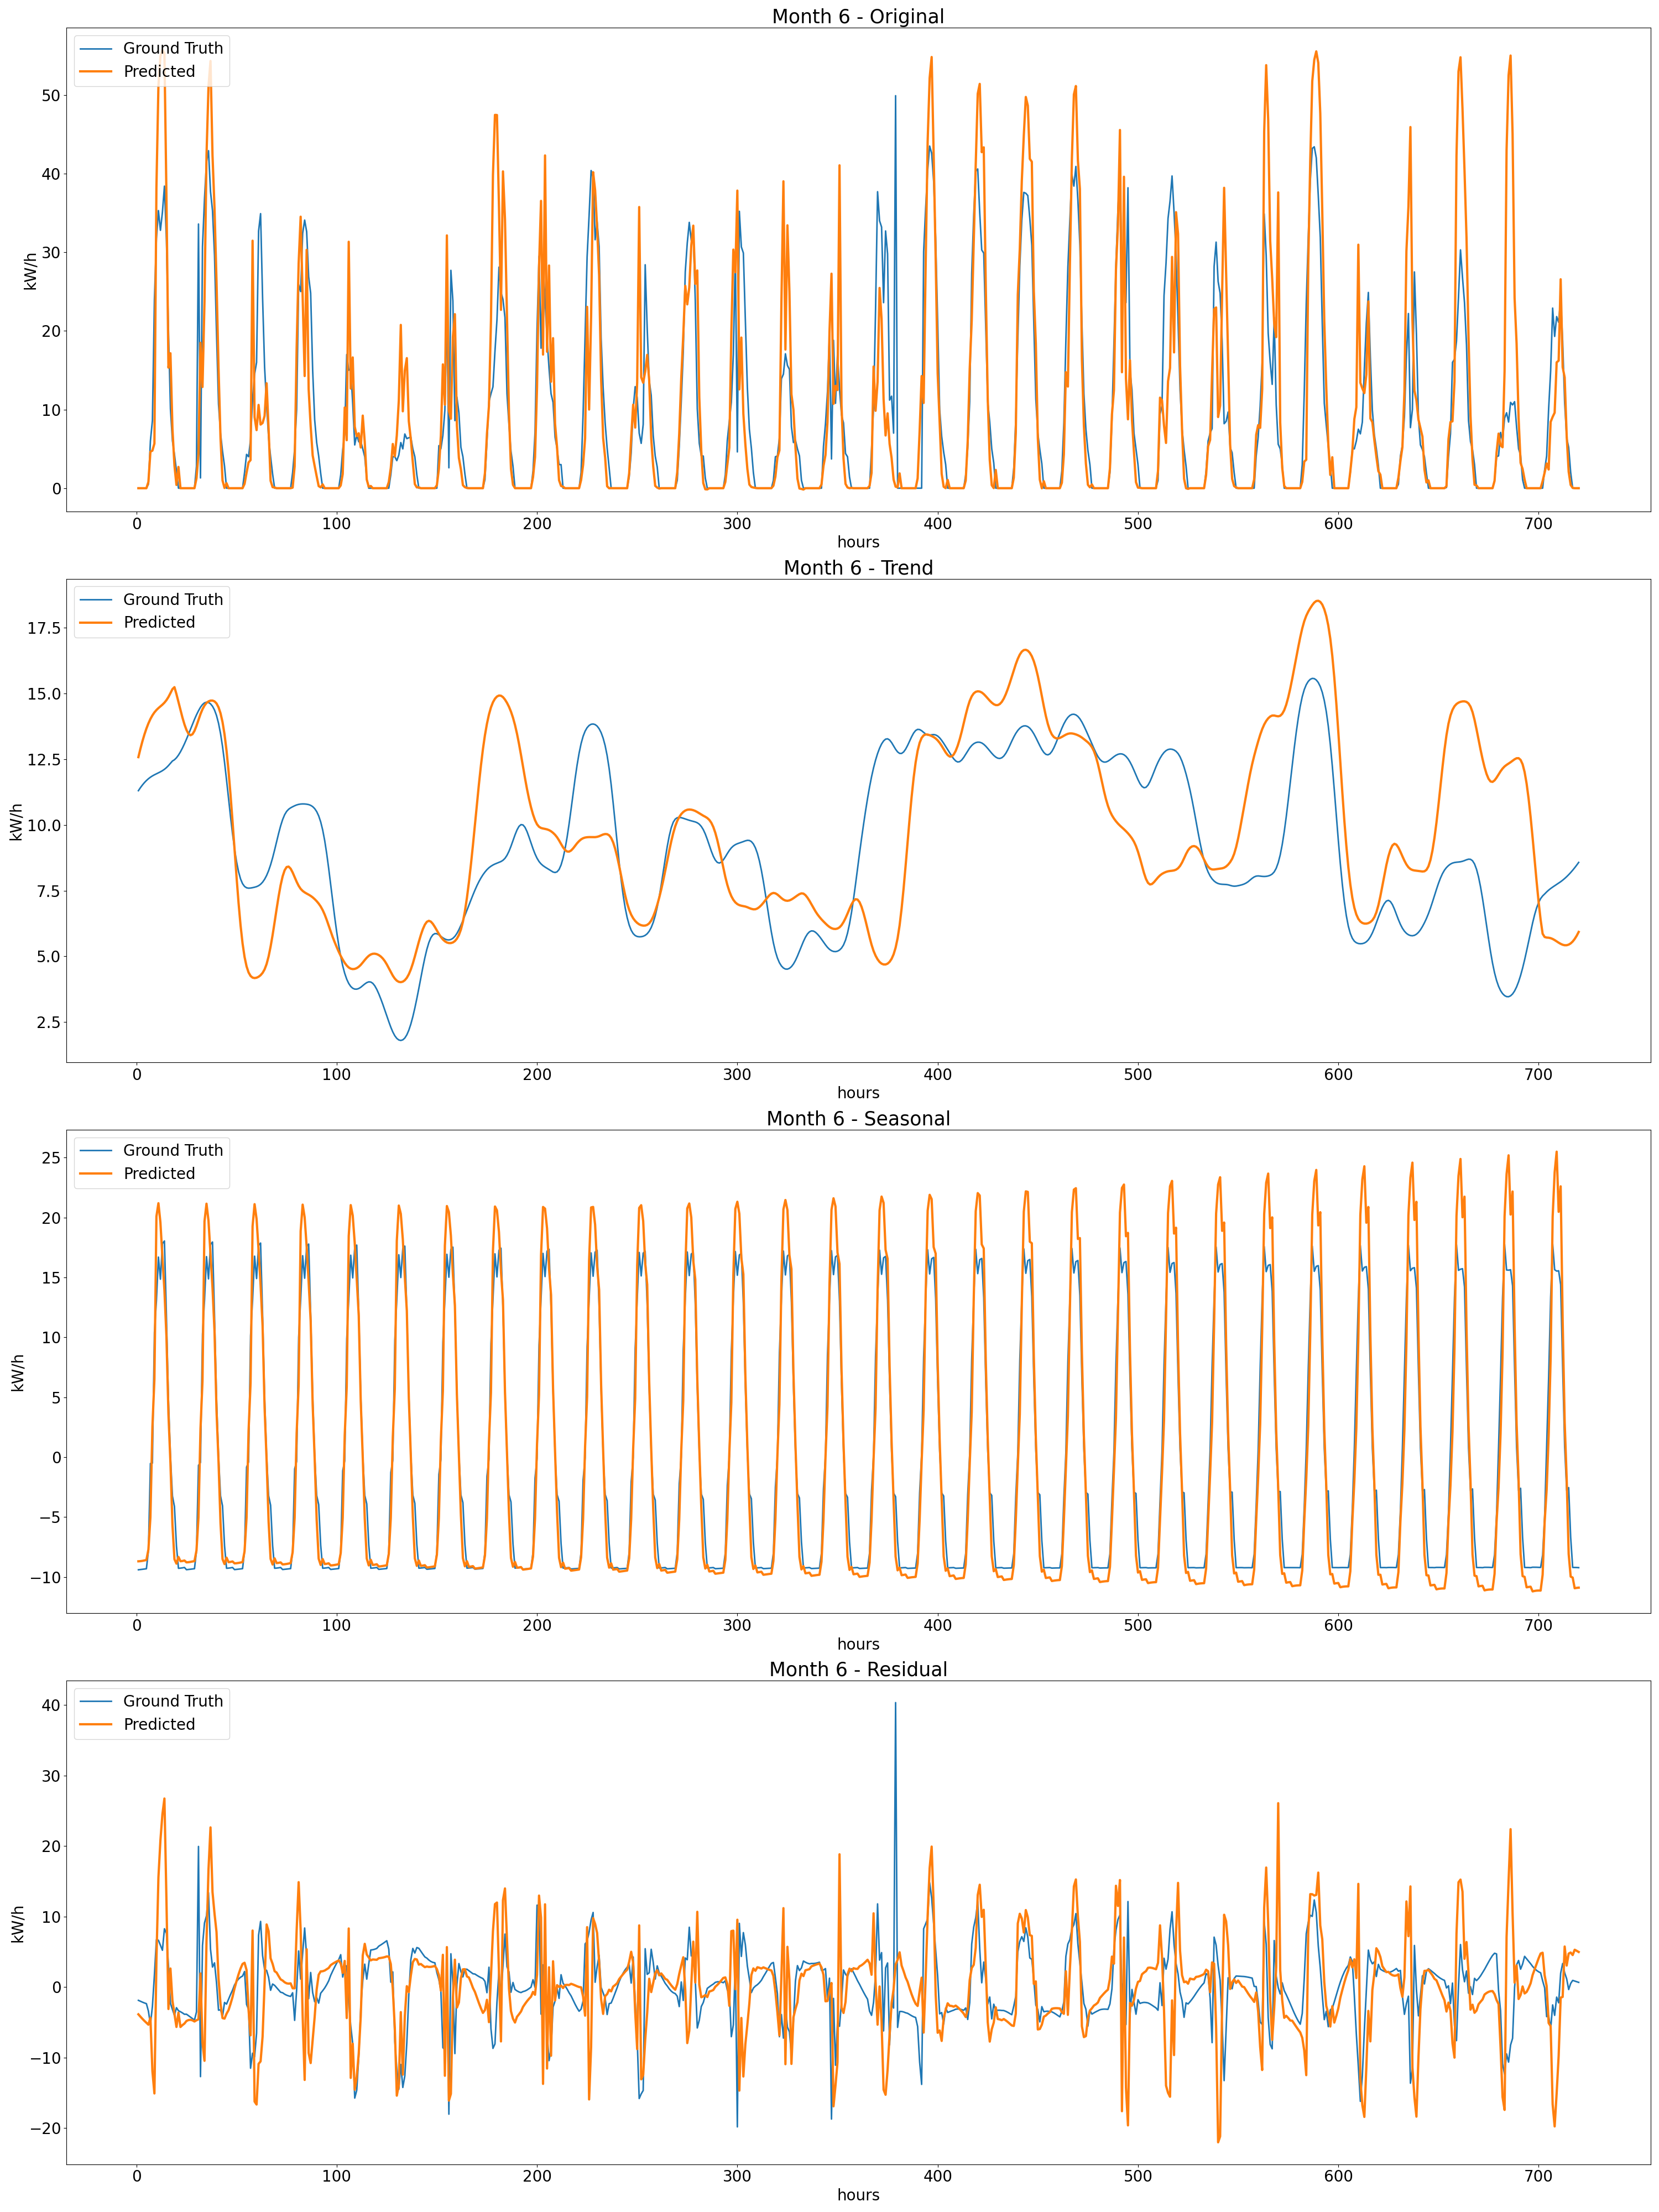 Month 6 - Original
Ground Truth
Predicted
50
40
30
20
10
0
kW/h
0 100 200 300 400 500 600 700
hours
Month 6 - Trend
Ground Truth
Predicted
17.5
15.0
12.5
10.0
7.5
5.0
2.5
kW/h
0 100 200 300 400 500 600 700
hours
Month 6 - Seasonal
Ground Truth
Predicted
25
20
15
10
5
0
−5
−10
kW/h
0 100 200 300 400 500 600 700
hours
Month 6 - Residual
Ground Truth
Predicted
40
30
20
10
0
−10
−20
kW/h
0 100 200 300 400 500 600 700
hours